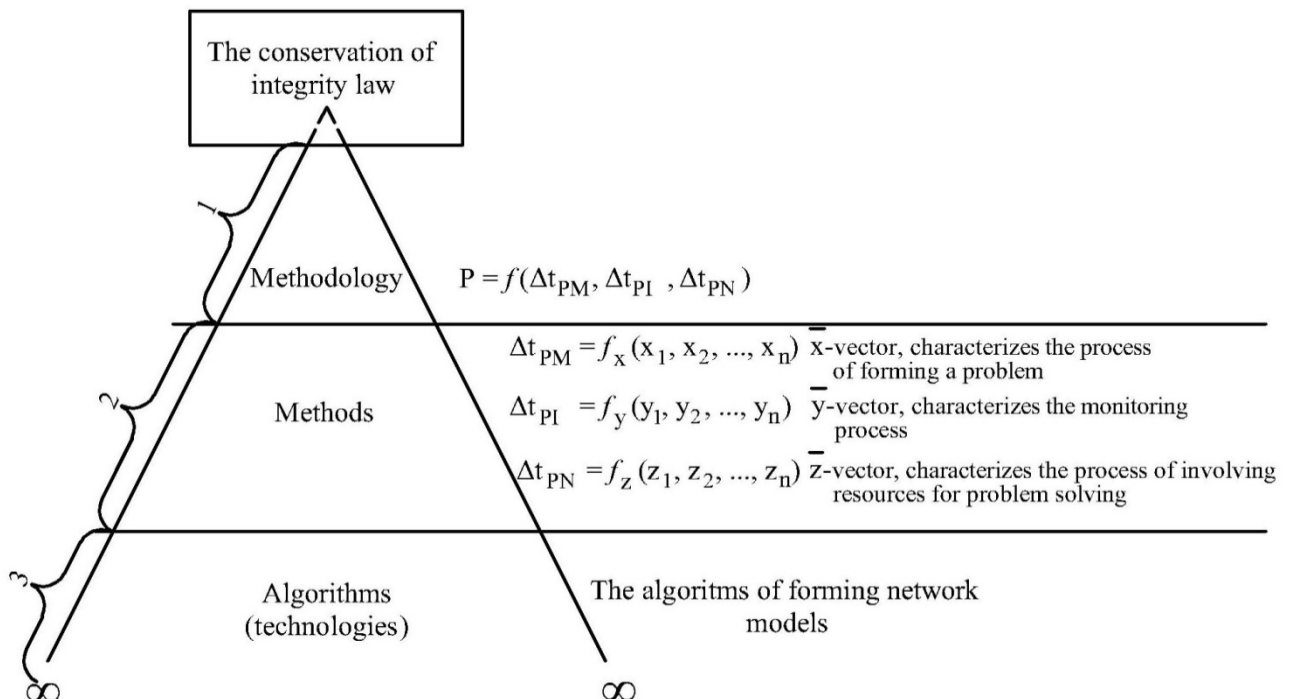 The conservation of
integrity law
1
Methodology
P = f(Δt_PM, Δt_PI , Δt_PN )
2
Methods
Δt_PM = f_x (x_1, x_2, ..., x_n) x̅-vector, characterizes the process
of forming a problem
Δt_PI = f_y (y_1, y_2, ..., y_n) y̅-vector, characterizes the monitoring
process
Δt_PN = f_z (z_1, z_2, ..., z_n) z̅-vector, characterizes the process of involving
resources for problem solving
3
Algorithms
(technologies)
The algoritms of forming network
models
∞
∞